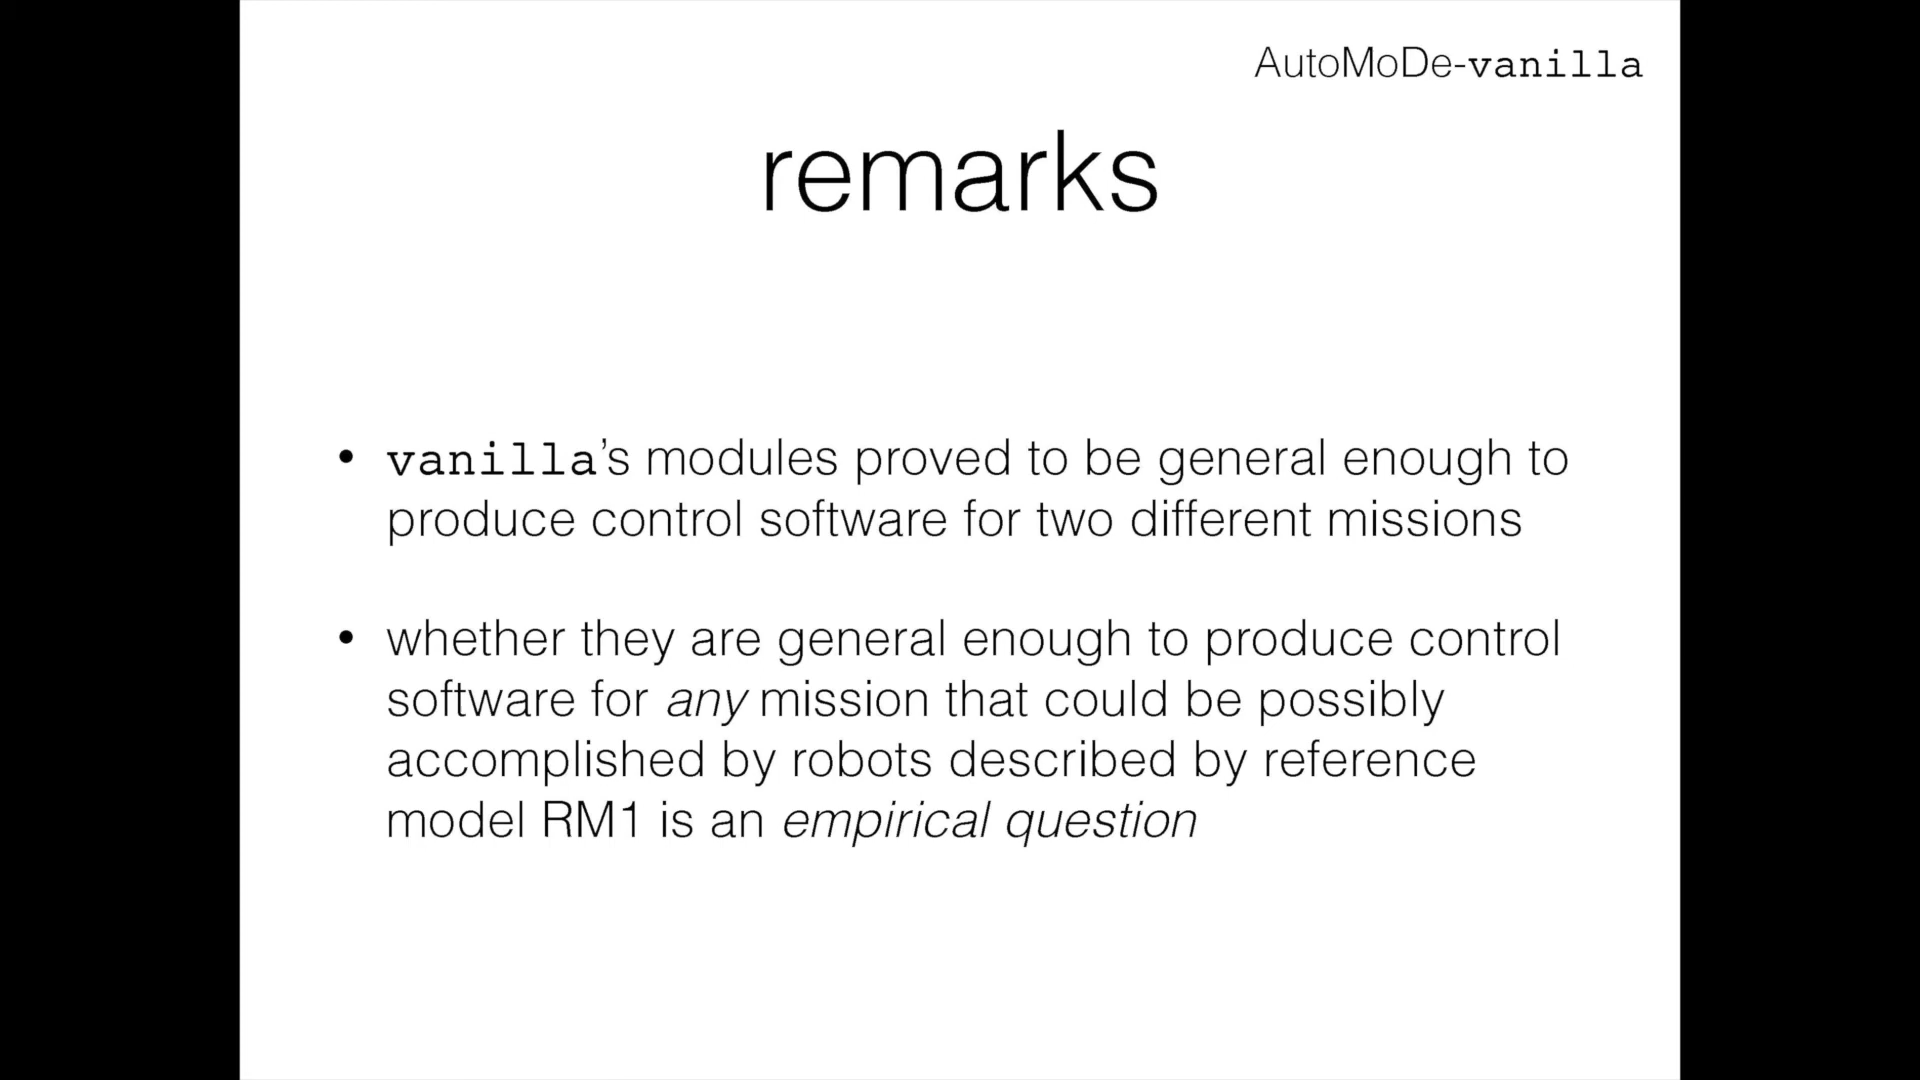 AutoMoDe-vanilla
remarks
• vanilla’s modules proved to be general enough to
produce control software for two different missions
• whether they are general enough to produce control
software for any mission that could be possibly
accomplished by robots described by reference
model RM1 is an empirical question